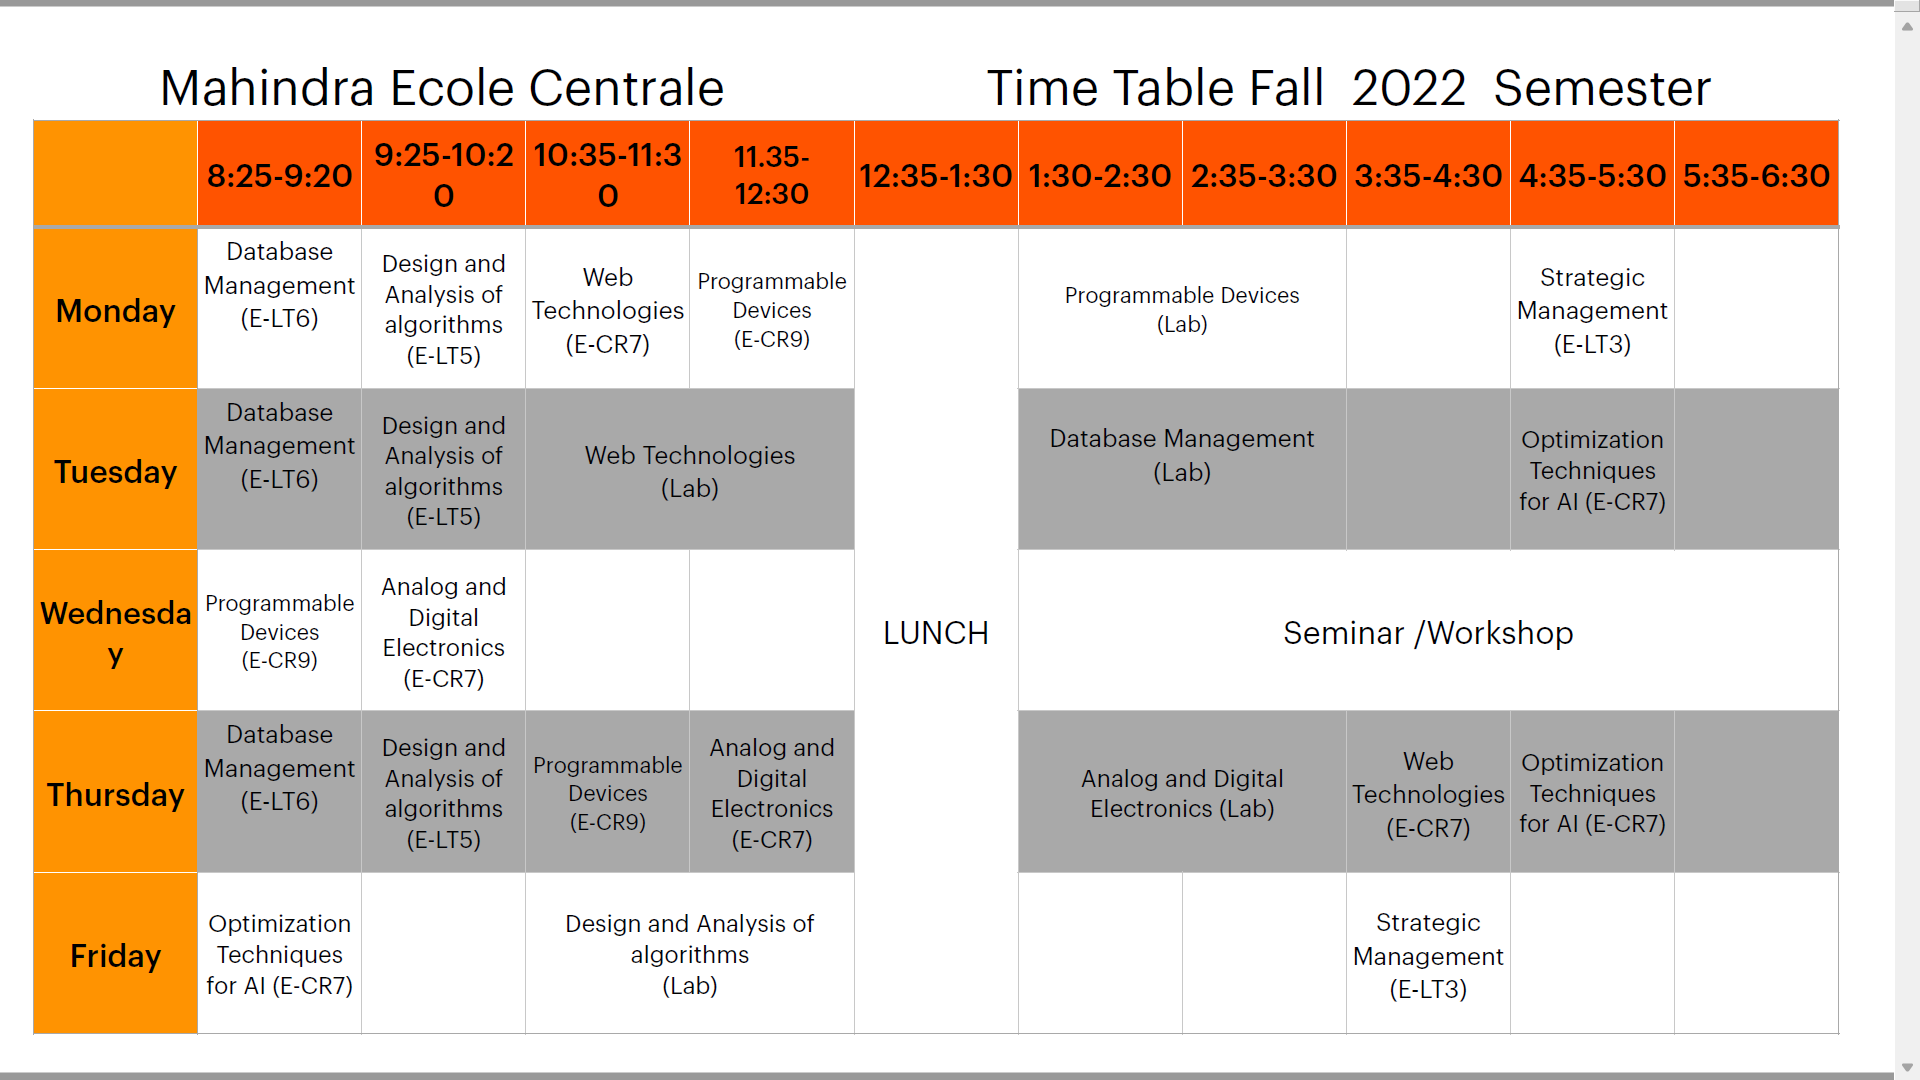 Mahindra Ecole Centrale
Time Table Fall 2022 Semester
8:25-9:20
9:25-10:2
0
10:35-11:3
0
11.35-
12:30
12:35-1:30
1:30-2:30
2:35-3:30
3:35-4:30
4:35-5:30
5:35-6:30
Monday
Database
Management
(E-LT6)
Design and
Analysis of
algorithms
(E-LT5)
Web
Technologies
(E-CR7)
Programmable
Devices
(E-CR9)
Programmable Devices
(Lab)
Strategic
Management
(E-LT3)
Tuesday
Database
Management
(E-LT6)
Design and
Analysis of
algorithms
(E-LT5)
Web Technologies
(Lab)
Database Management
(Lab)
Optimization
Techniques
for AI (E-CR7)
Wednesda
y
Programmable
Devices
(E-CR9)
Analog and
Digital
Electronics
(E-CR7)
LUNCH
Seminar /Workshop
Thursday
Database
Management
(E-LT6)
Design and
Analysis of
algorithms
(E-LT5)
Programmable
Devices
(E-CR9)
Analog and
Digital
Electronics
(E-CR7)
Analog and Digital
Electronics (Lab)
Web
Technologies
(E-CR7)
Optimization
Techniques
for AI (E-CR7)
Friday
Optimization
Techniques
for AI (E-CR7)
Design and Analysis of
algorithms
(Lab)
Strategic
Management
(E-LT3)